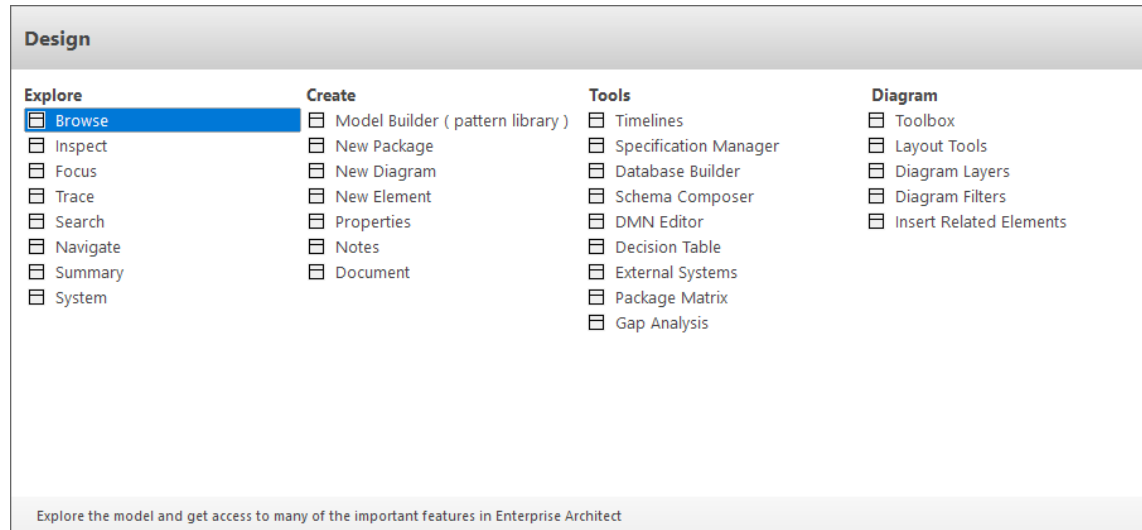 Design
Explore
Browse
Inspect
Focus
Trace
Search
Navigate
Summary
System
Create
Model Builder ( pattern library )
New Package
New Diagram
New Element
Properties
Notes
Document
Tools
Timelines
Specification Manager
Database Builder
Schema Composer
DMN Editor
Decision Table
External Systems
Package Matrix
Gap Analysis
Diagram
Toolbox
Layout Tools
Diagram Layers
Diagram Filters
Insert Related Elements
Explore the model and get access to many of the important features in Enterprise Architect